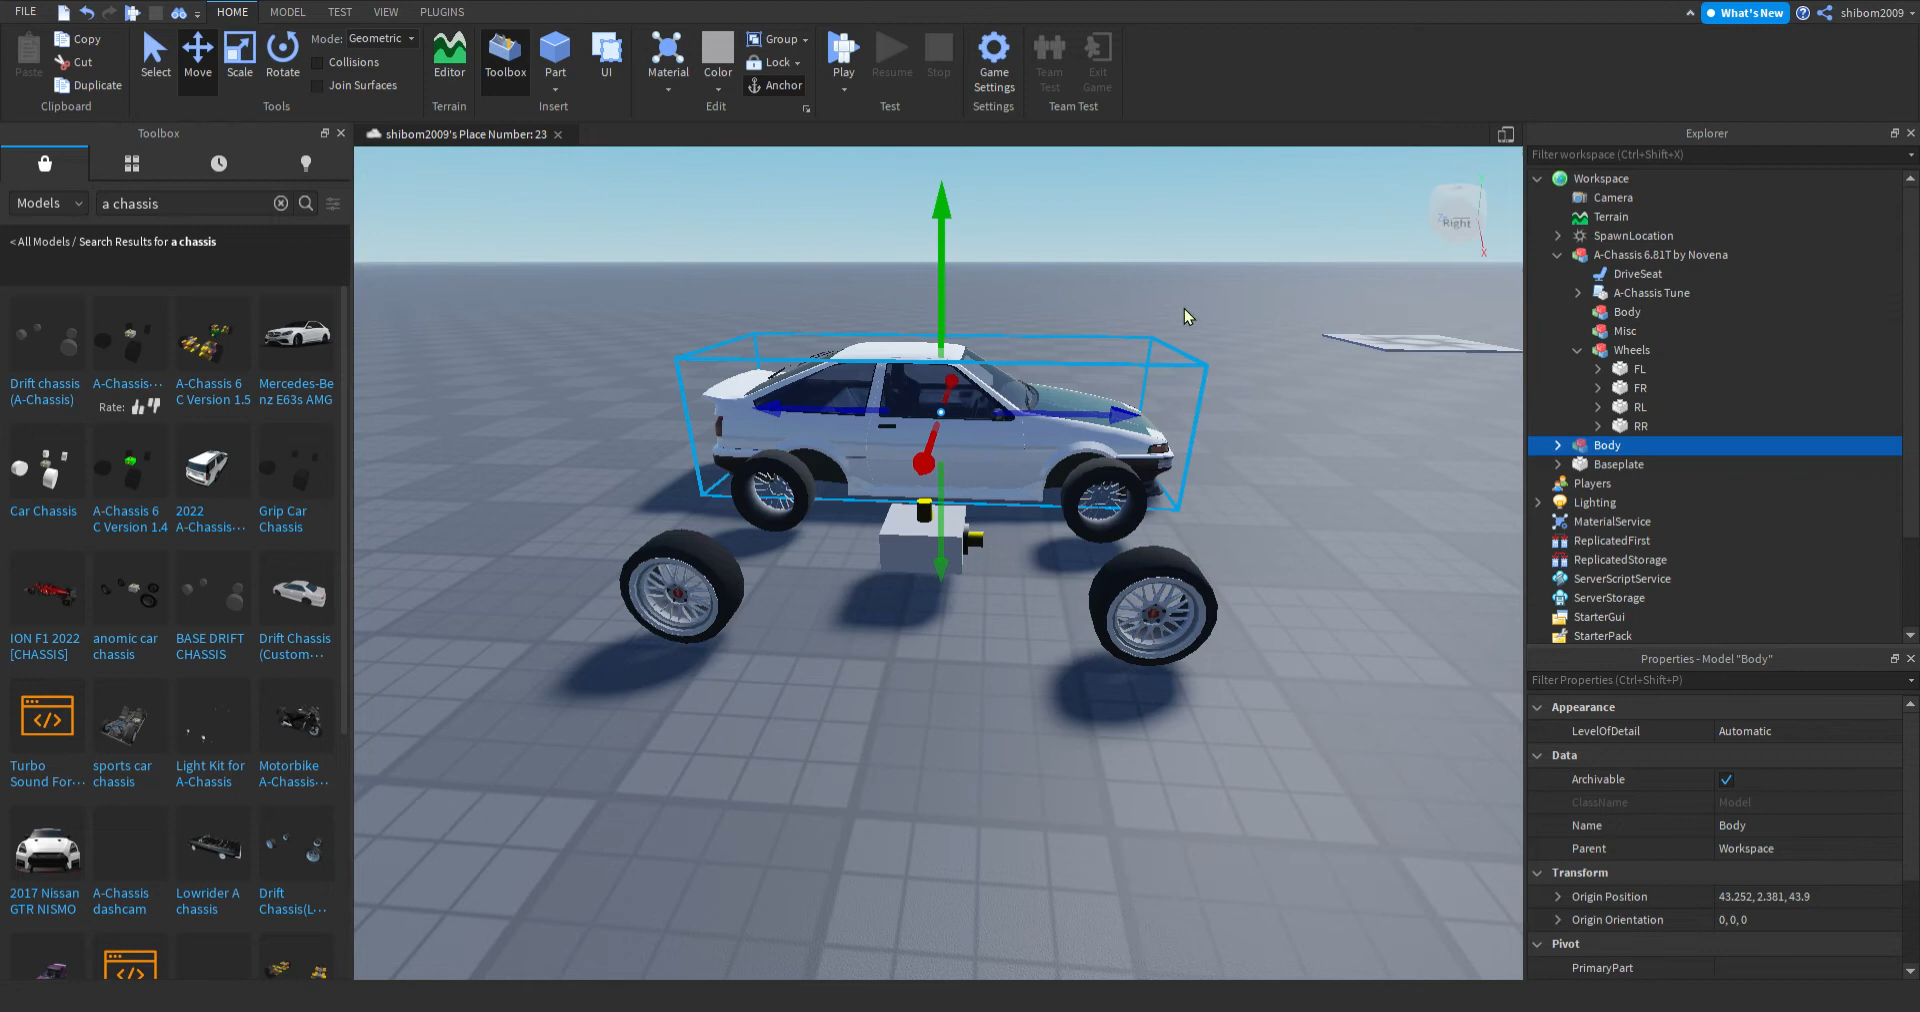 FILE HOME MODEL TEST VIEW PLUGINS What's New shibom2009
Paste Copy Cut Duplicate Clipboard
Select Move Scale Rotate Mode: Geometric Collisions Join Surfaces Tools
Editor Terrain
Toolbox Part UI Insert
Material Color Group Lock Anchor Edit
Play Resume Stop Test
Game Settings Settings
Team Test Exit Game Team Test
Toolbox
Models a chassis
< All Models / Search Results for a chassis
Drift chassis (A-Chassis) A-Chassis... A-Chassis 6 C Version 1.5 Mercedes-Be nz E63s AMG
Rate:
Car Chassis A-Chassis 6 C Version 1.4 2022 A-Chassis... Grip Car Chassis
ION F1 2022 [CHASSIS] anomic car chassis BASE DRIFT CHASSIS Drift Chassis (Custom...
Turbo Sound For... sports car chassis Light Kit for A-Chassis Motorbike A-Chassis...
2017 Nissan GTR NISMO A-Chassis dashcam Lowrider A chassis Drift Chassis(L...
shibom2009's Place Number: 23
Right
X
Explorer
Filter workspace (Ctrl+Shift+X)
Workspace
Camera
Terrain
SpawnLocation
A-Chassis 6.81T by Novena
DriveSeat
A-Chassis Tune
Body
Misc
Wheels
FL
FR
RL
RR
Body
Baseplate
Players
Lighting
MaterialService
ReplicatedFirst
ReplicatedStorage
ServerScriptService
ServerStorage
StarterGui
StarterPack
Properties - Model "Body"
Filter Properties (Ctrl+Shift+P)
Appearance
LevelOfDetail Automatic
Data
Archivable
ClassName Model
Name Body
Parent Workspace
Transform
Origin Position 43.252, 2.381, 43.9
Origin Orientation 0, 0, 0
Pivot
PrimaryPart